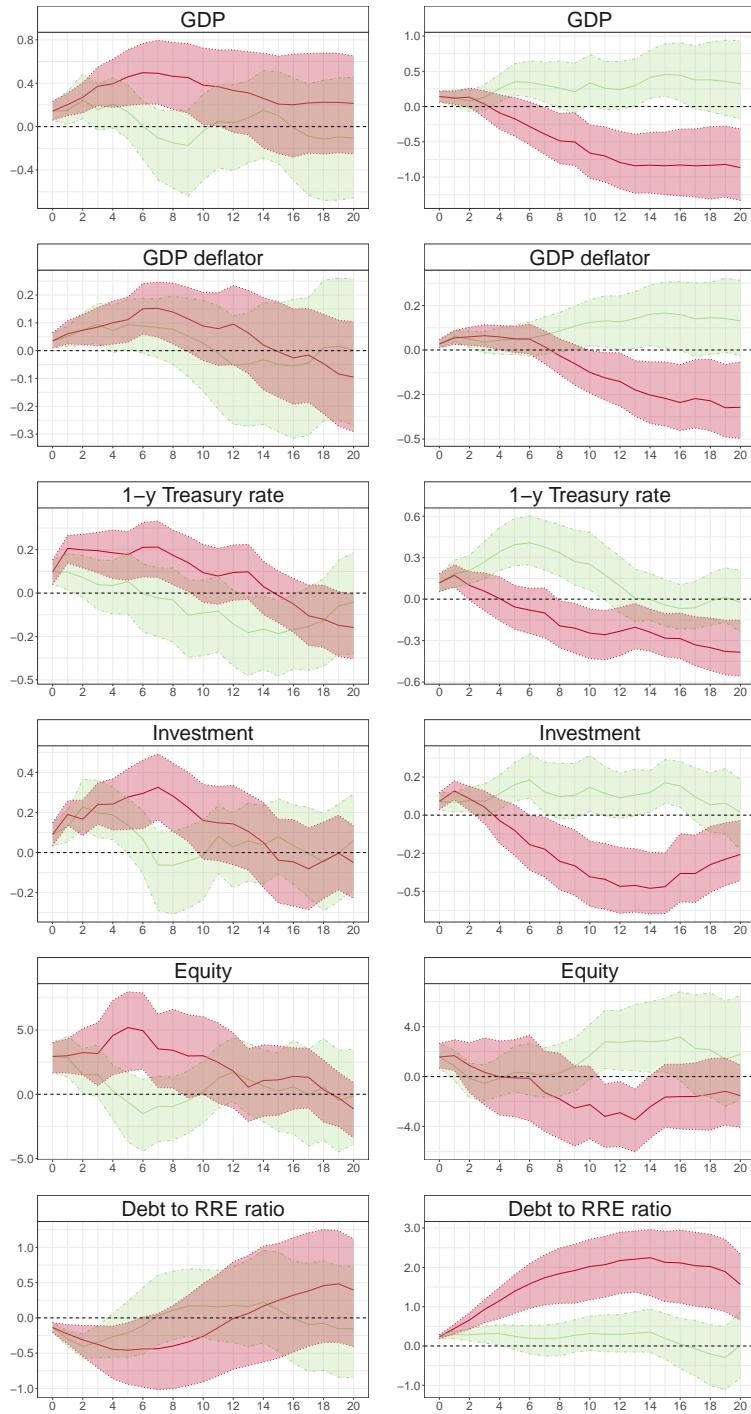 GDP GDP
0.8 1.0
0.4 0.5
0.0 0.0
−0.4 −0.5
−1.0
0 2 4 6 8 10 12 14 16 18 20 0 2 4 6 8 10 12 14 16 18 20
GDP deflator GDP deflator
0.2 0.2
0.1 0.0
0.0 −0.2
−0.1 −0.5
−0.3
0 2 4 6 8 10 12 14 16 18 20 0 2 4 6 8 10 12 14 16 18 20
1−y Treasury rate 1−y Treasury rate
0.2 0.6
0.0 0.3
−0.2 0.0
−0.5 −0.3
−0.6
0 2 4 6 8 10 12 14 16 18 20 0 2 4 6 8 10 12 14 16 18 20
Investment Investment
0.4 0.2
0.2 0.0
0.0 −0.2
−0.2 −0.5
0 2 4 6 8 10 12 14 16 18 20 0 2 4 6 8 10 12 14 16 18 20
Equity Equity
5.0 4.0
0.0 0.0
−5.0 −4.0
0 2 4 6 8 10 12 14 16 18 20 0 2 4 6 8 10 12 14 16 18 20
Debt to RRE ratio Debt to RRE ratio
1.0 3.0
0.5 2.0
0.0 1.0
−0.5 0.0
−1.0 −1.0
0 2 4 6 8 10 12 14 16 18 20 0 2 4 6 8 10 12 14 16 18 20